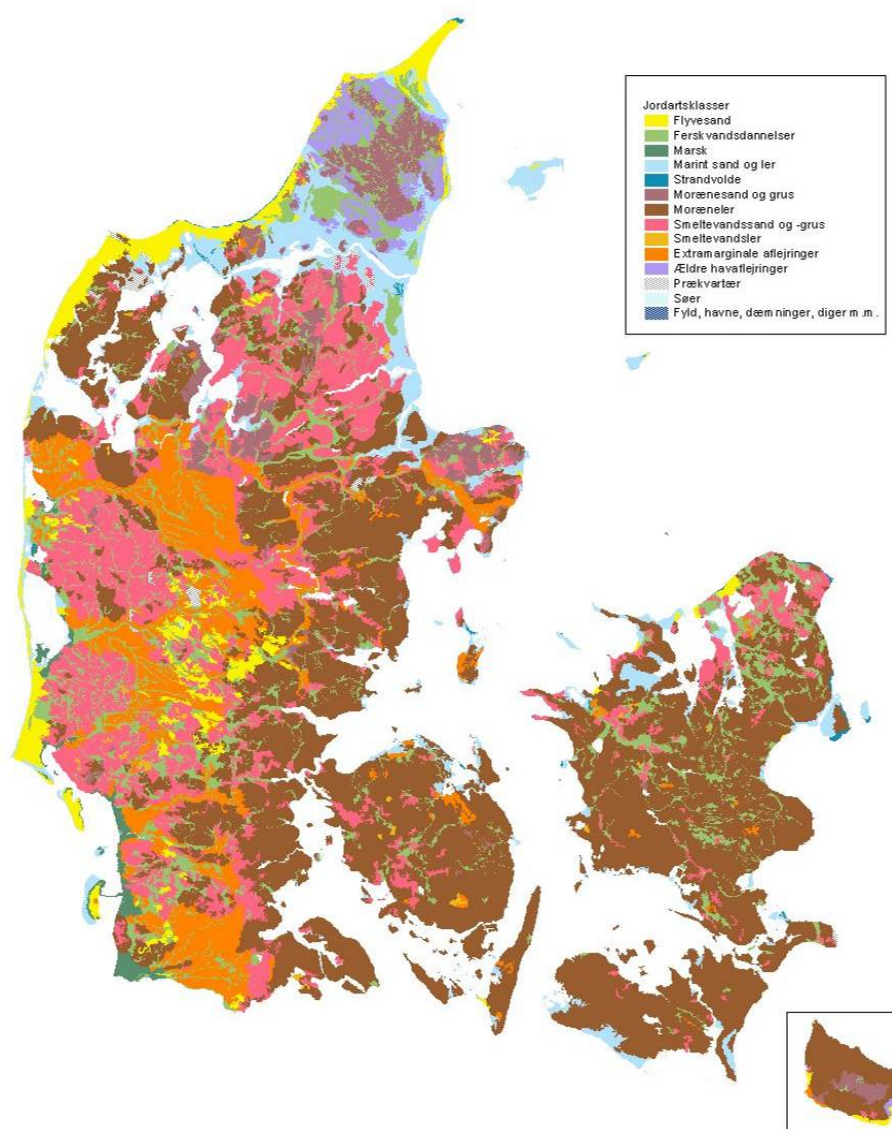 Jordartsklasser
Flyvesand
Ferskvandsdannelser
Marsk
Marint sand og ler
Strandvolde
Morænesand og grus
Moræneler
Smeltevandssand og -grus
Smeltevandsler
Extramarginale aflejringer
Ældre havaflejringer
Prækvartær
Søer
Fyld, havne, dæmninger, diger m.m.